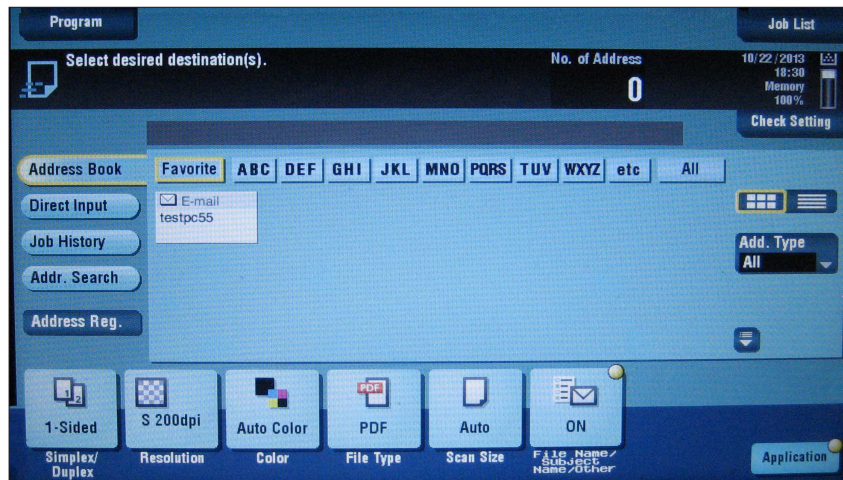 Program
Job List
Select desired destination(s).
No. of Address
0
10/22/2013
18:30
Memory
100%
Check Setting
Address Book
Favorite
ABC
DEF
GHI
JKL
MNO
PQRS
TUV
WXYZ
etc
All
Direct Input
E-mail
testpc55
Job History
Addr. Search
Add. Type
All
Address Reg.
1 2
1-Sided
S 200dpi
Auto Color
PDF
PDF
Auto
ON
Simplex/
Duplex
Resolution
Color
File Type
Scan Size
File Name/
Subject
Name/Other
Application